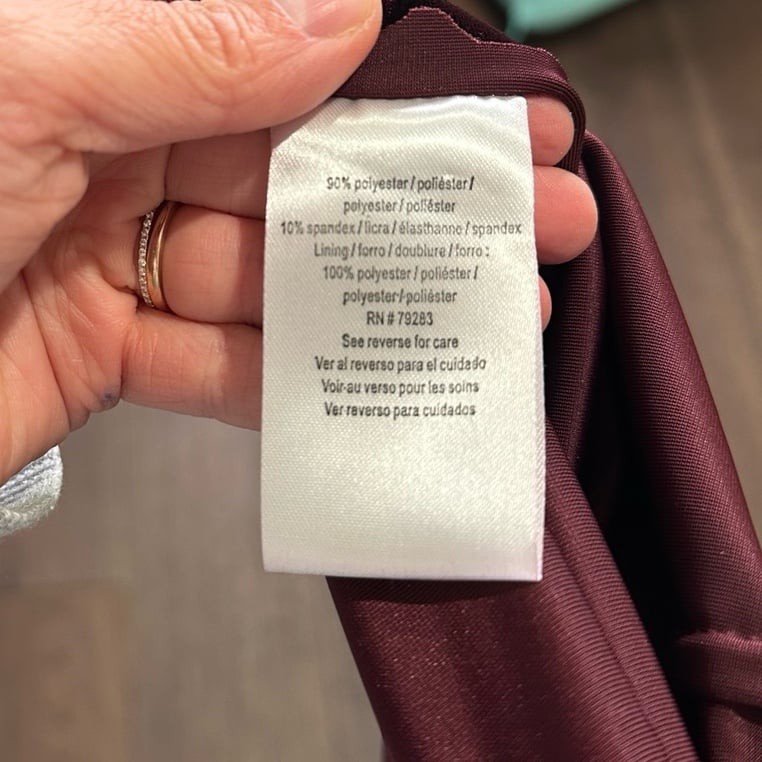 90% polyester / poliéster /
polyester / poliéster
10% spandex / licra / élasthanne / spandex
Lining / forro / doublure / forro :
100% polyester / poliéster /
polyester / poliéster
RN # 79283
See reverse for care
Ver al reverso para el cuidado
Voir au verso pour les soins
Ver reverso para cuidados